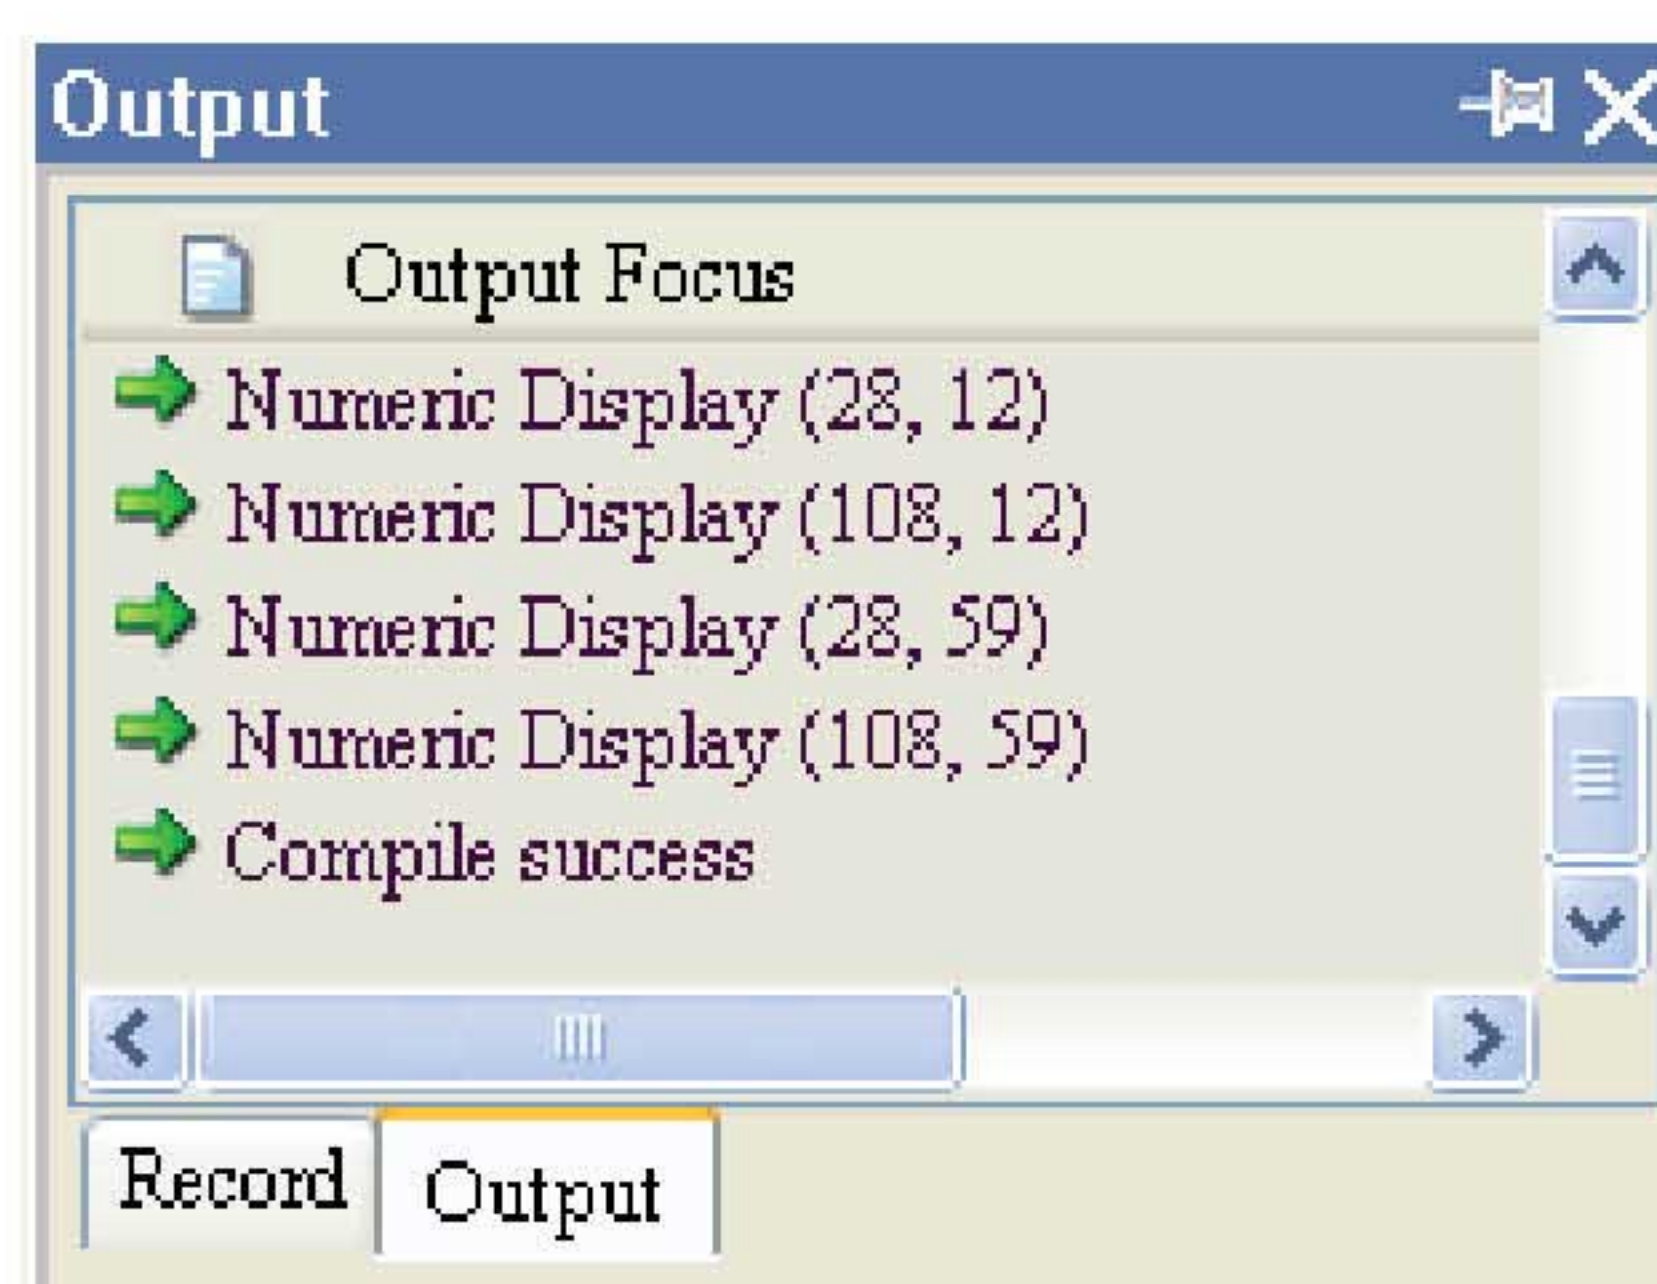 Output
Output Focus
Numeric Display (28, 12)
Numeric Display (108, 12)
Numeric Display (28, 59)
Numeric Display (108, 59)
Compile success
Record
Output